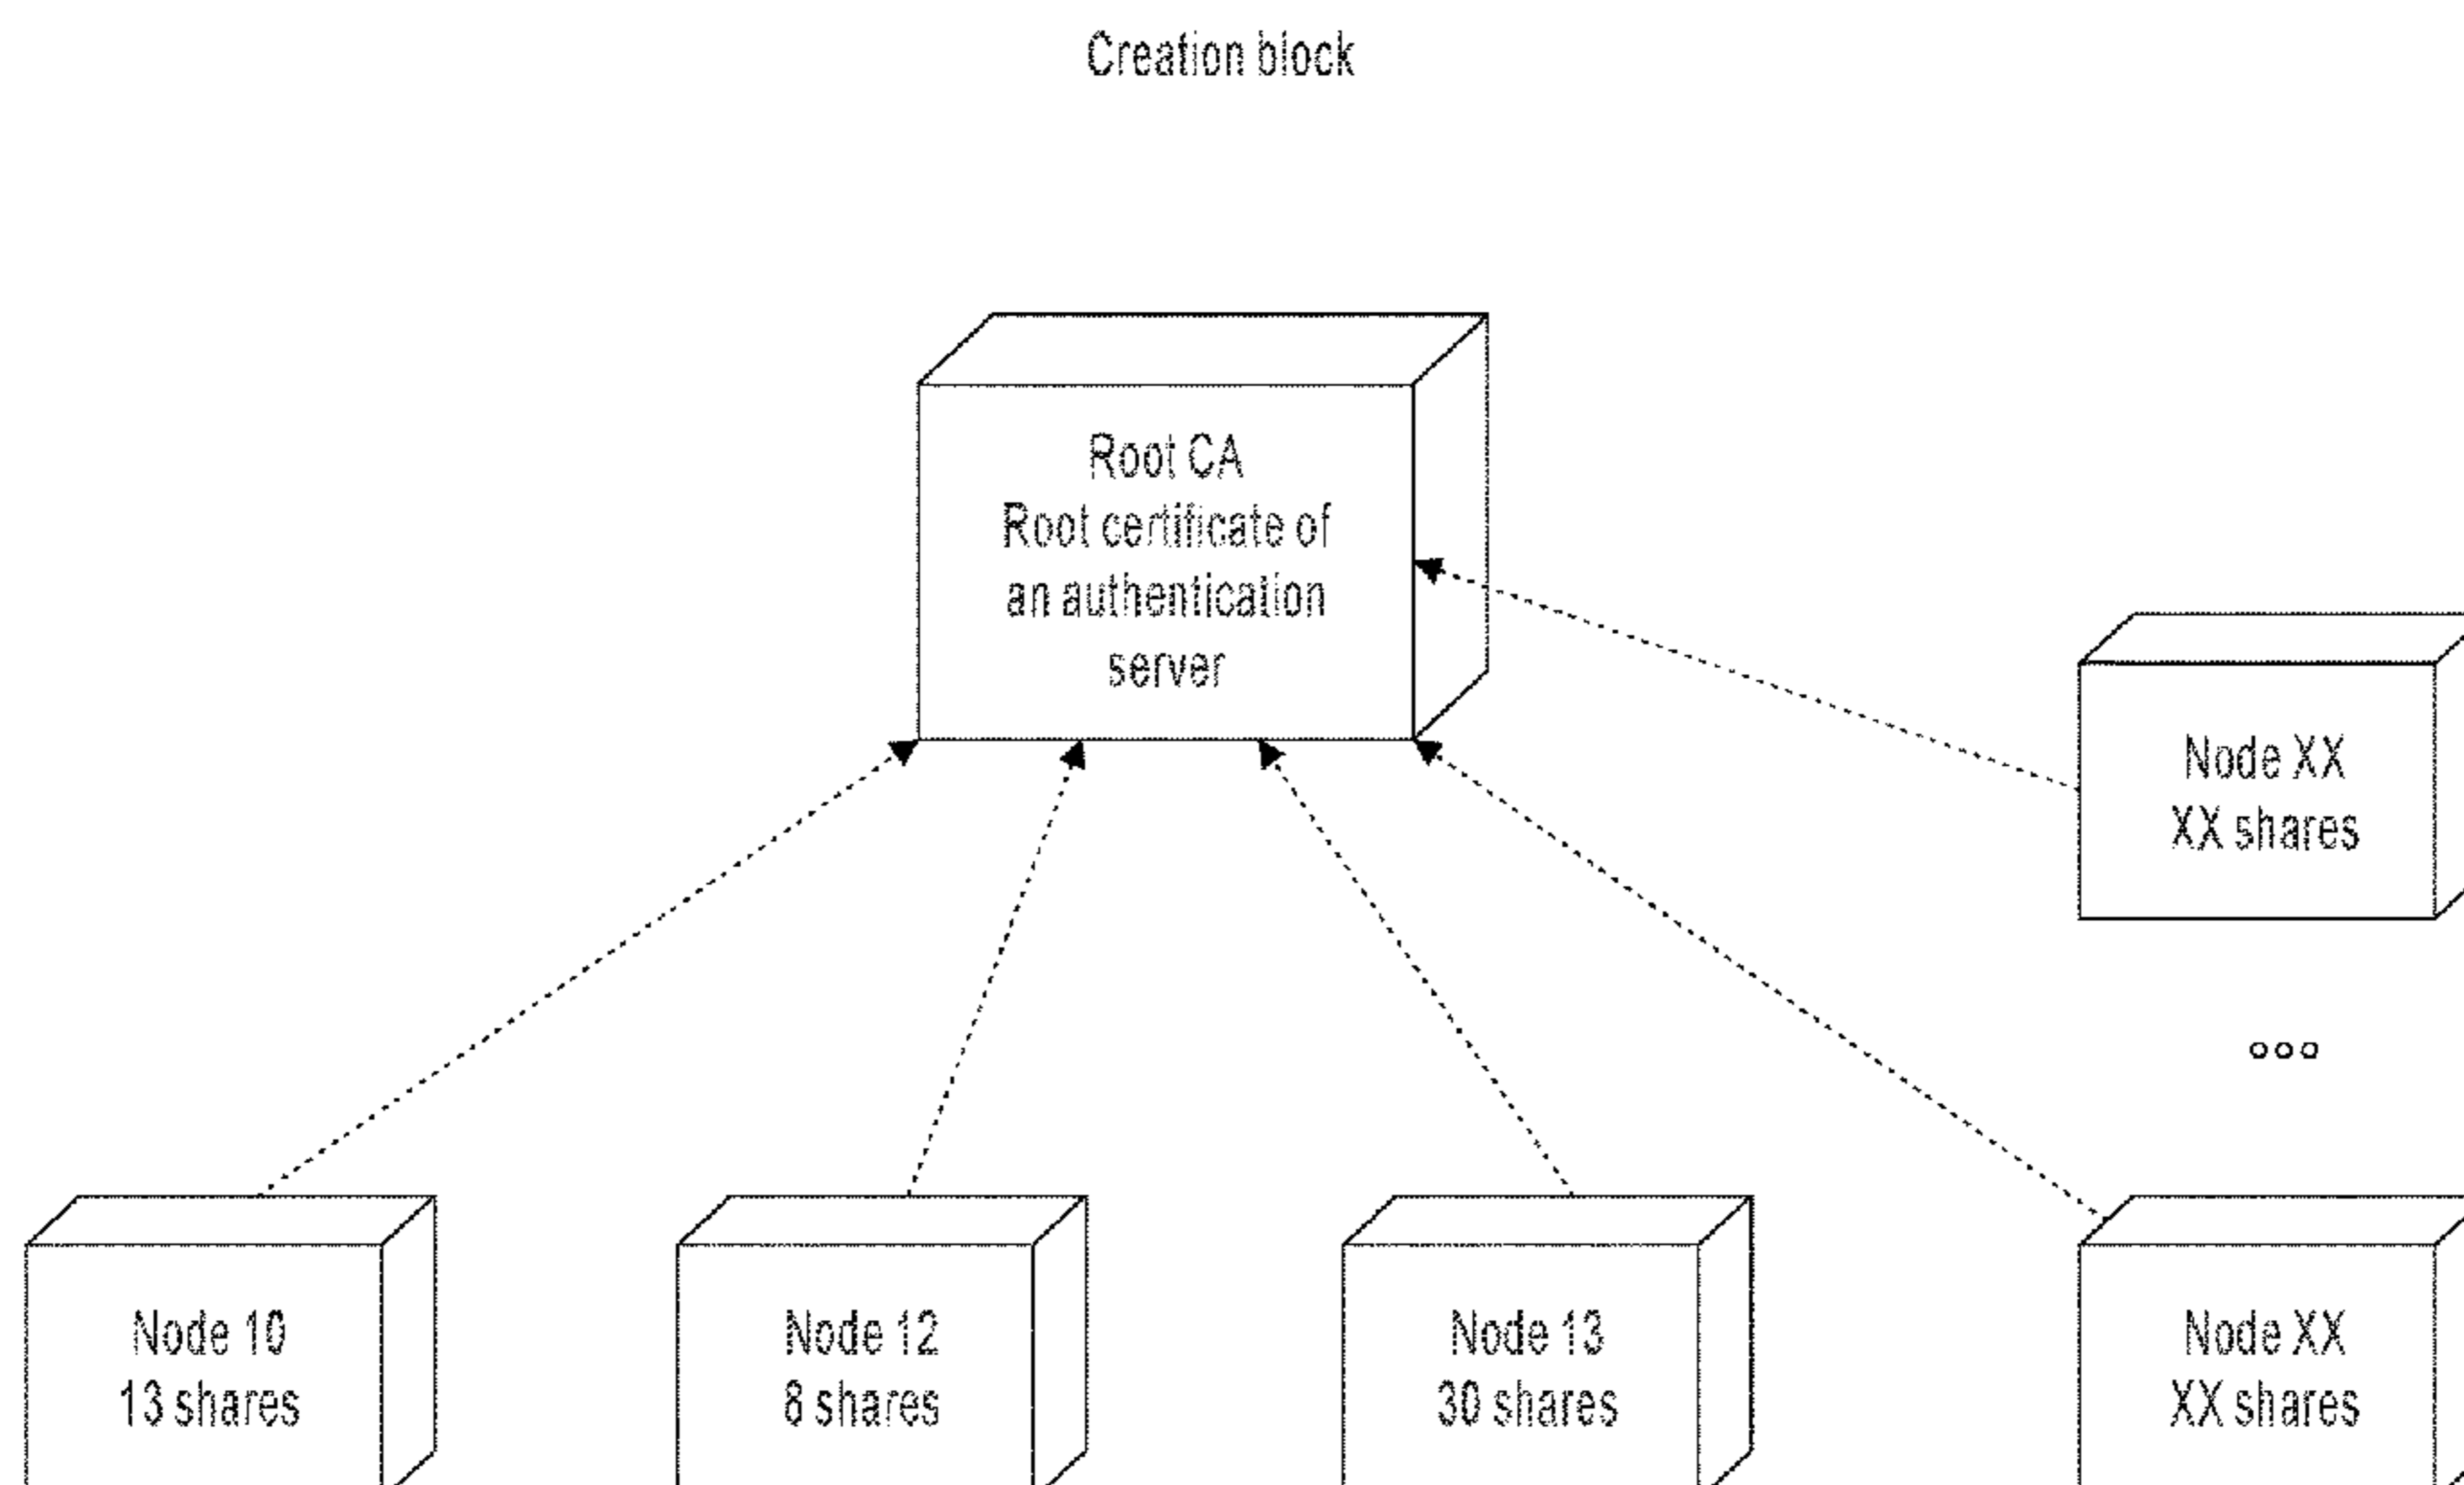 Creation block
Root CA
Root certificate of
an authentication
server
Node XX
XX shares
Node 10
13 shares
Node 12
8 shares
Node 13
30 shares
Node XX
XX shares